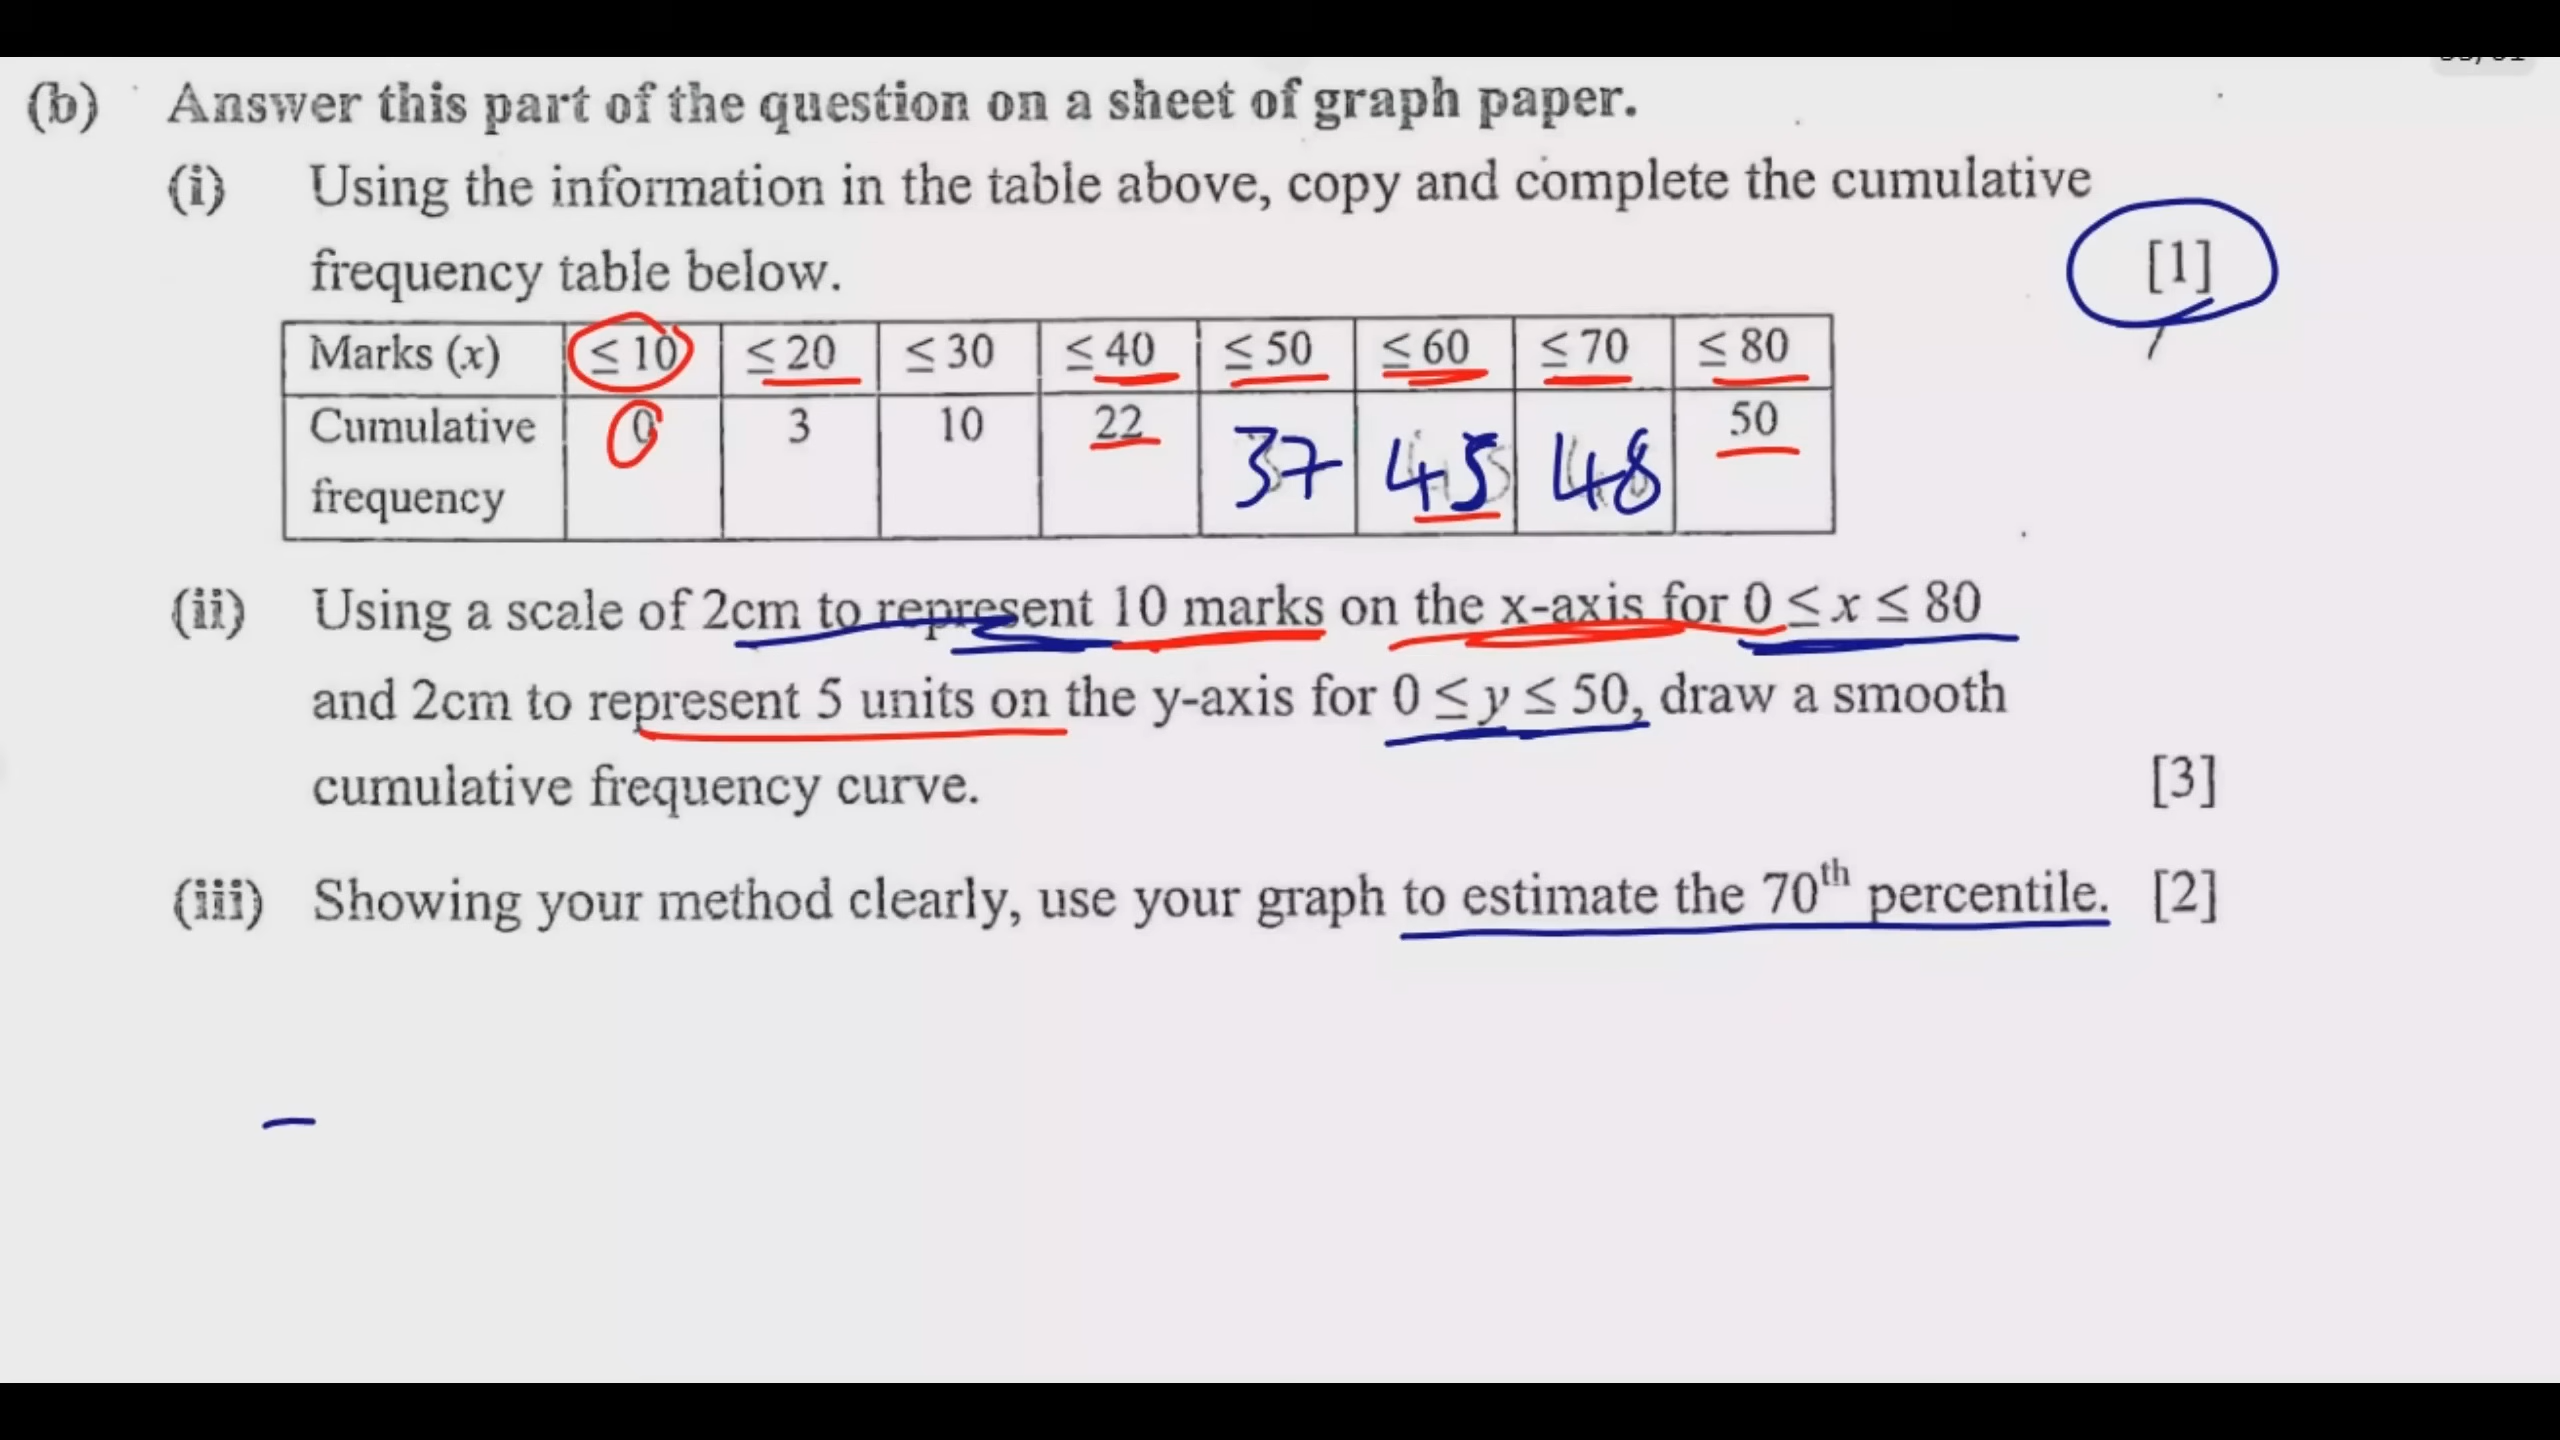 (b) Answer this part of the question on a sheet of graph paper.
(i) Using the information in the table above, copy and complete the cumulative
frequency table below. [1]
Marks (x) ≤ 10 ≤ 20 ≤ 30 ≤ 40 ≤ 50 ≤ 60 ≤ 70 ≤ 80
Cumulative frequency 0 3 10 22 37 45 48 50
(ii) Using a scale of 2cm to represent 10 marks on the x-axis for 0 ≤ x ≤ 80
and 2cm to represent 5 units on the y-axis for 0 ≤ y ≤ 50, draw a smooth
cumulative frequency curve. [3]
(iii) Showing your method clearly, use your graph to estimate the 70th percentile. [2]